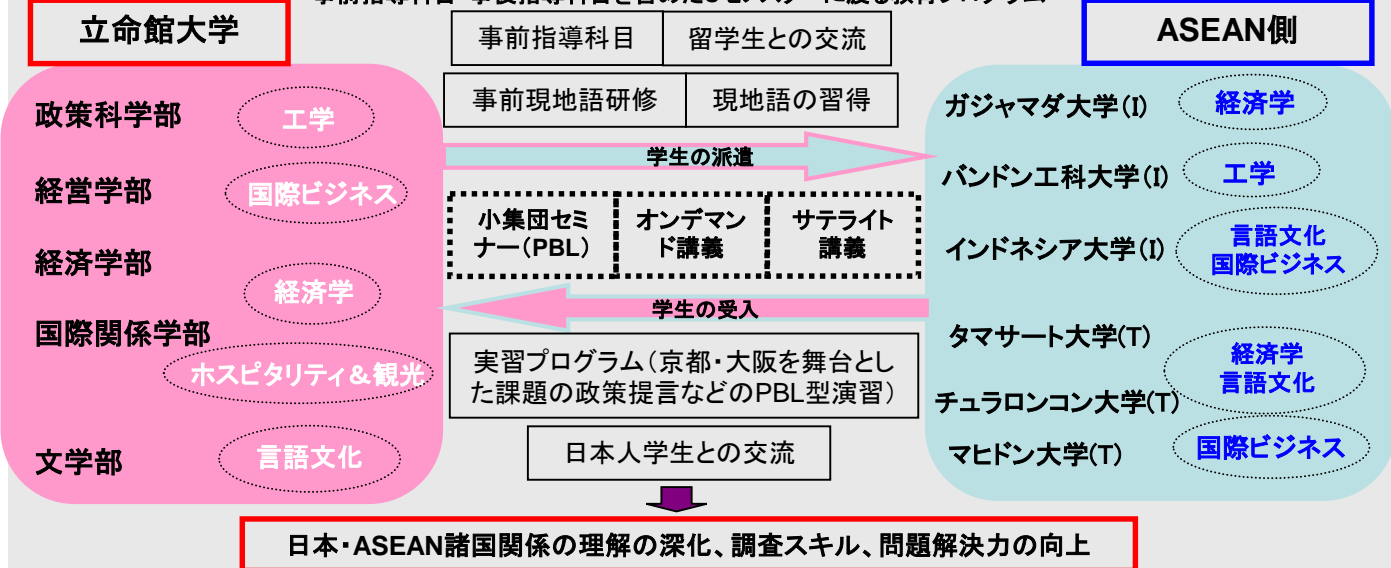 立命館大学
事前指導科目
留学生との交流
ASEAN側
事前現地語研修
現地語の習得
政策科学部
工学
経営学部
国際ビジネス
経済学部
経済学
国際関係学部
ホスピタリティ&観光
文学部
言語文化
学生の派遣
小集団セミ
ナー(PBL)
オンデマン
ド講義
サテライト
講義
学生の受入
実習プログラム(京都・大阪を舞台とし
た課題の政策提言などのPBL型演習)
日本人学生との交流
ガジャマダ大学(I)
経済学
バンドン工科大学(I)
工学
インドネシア大学(I)
言語文化
国際ビジネス
タマサート大学(T)
経済学
言語文化
チュラロンコン大学(T)
マヒドン大学(T)
国際ビジネス
日本・ASEAN諸国関係の理解の深化、調査スキル、問題解決力の向上